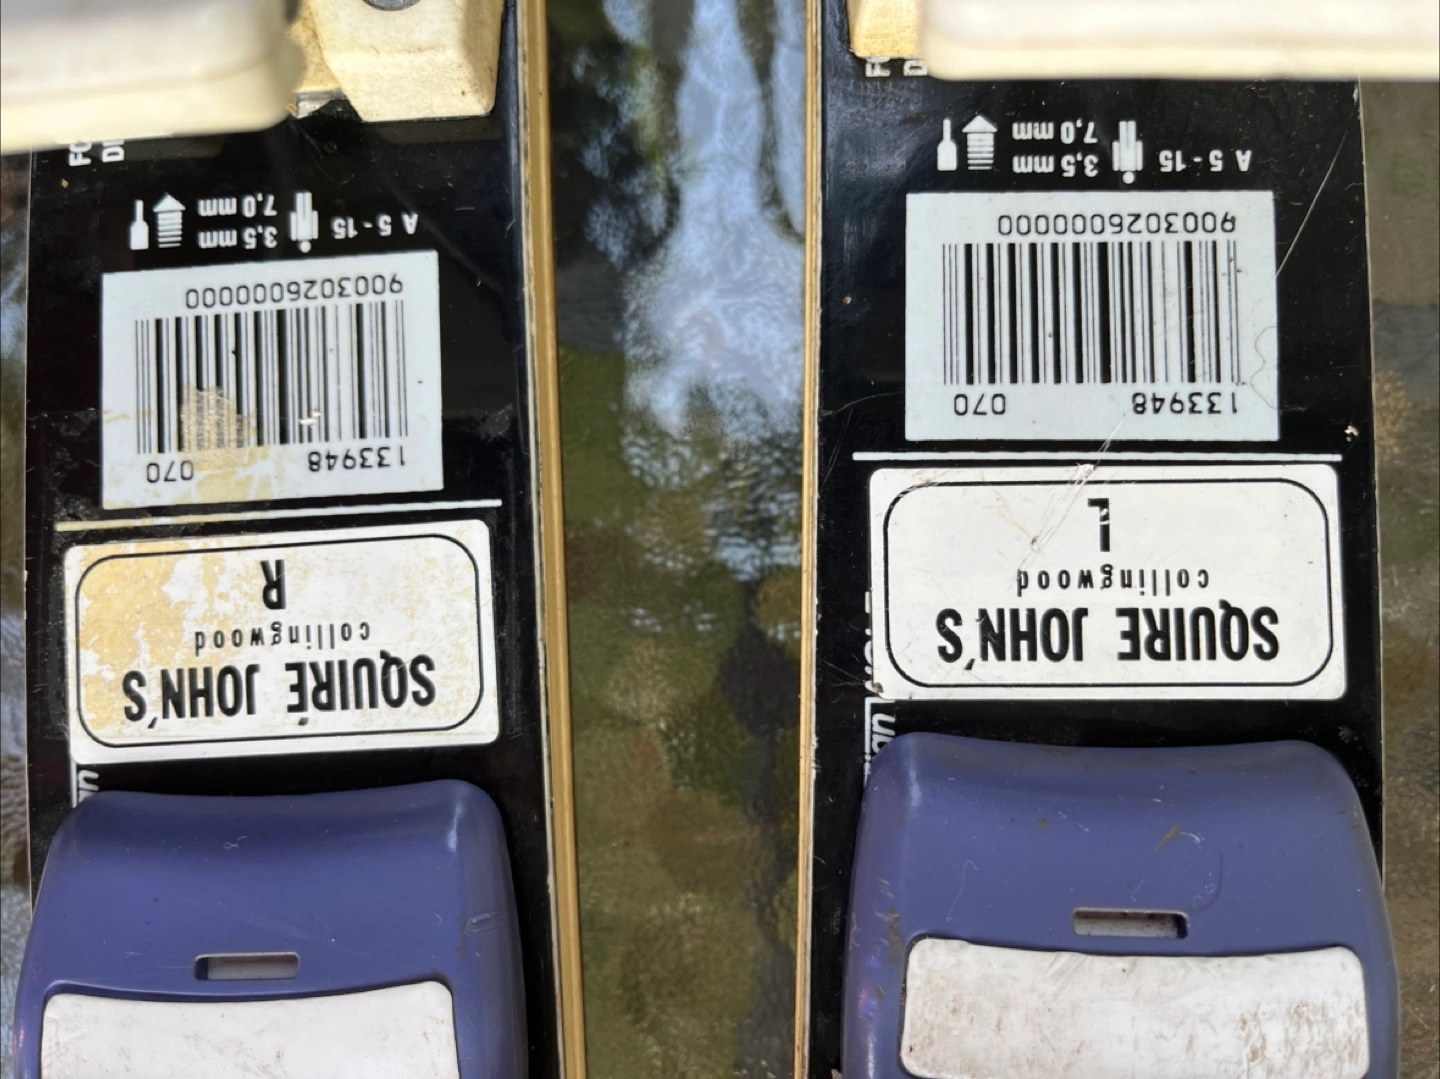 SQUIRE JOHN'S
collingwood
L
133948 070
9003026000000
A 5 - 15 3,5 mm
7,0 mm
SQUIRE JOHN'S
collingwood
R
133948 070
9003026000000
A 5 - 15 3,5 mm
7,0 mm